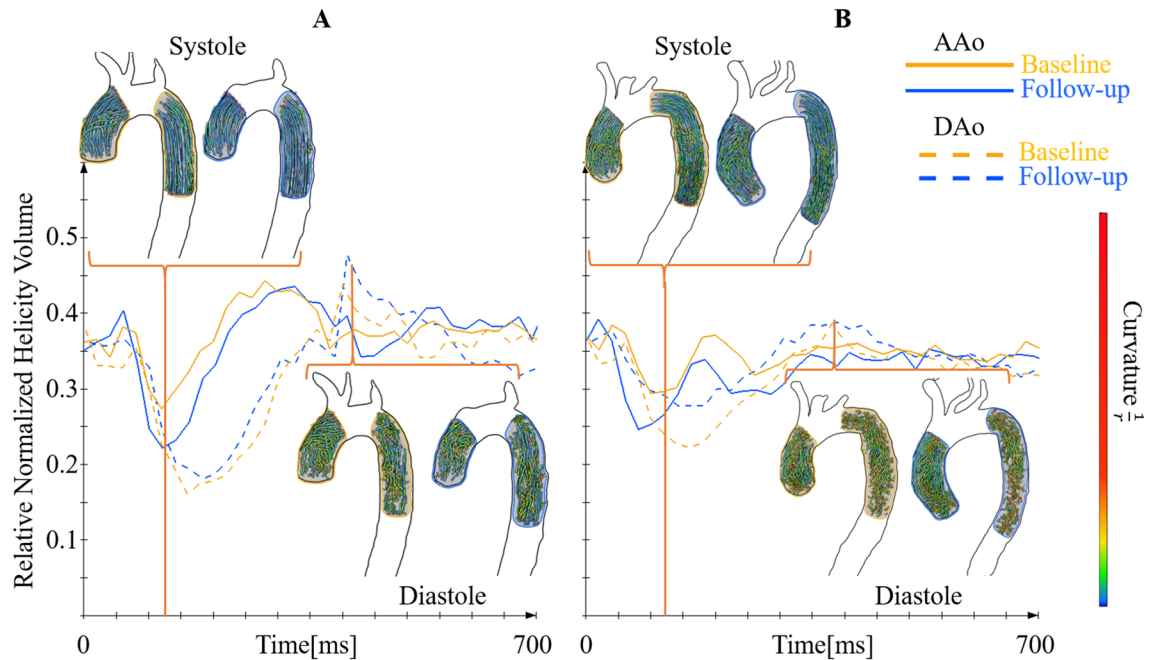 A
B
Systole
Systole
AAo
Baseline
Follow-up
DAo
Baseline
Follow-up
Relative Normalized Helicity Volume
0.5
0.4
0.3
0.2
0.1
Curvature 1/r
Diastole
Diastole
0
Time[ms]
700
0
Time[ms]
700